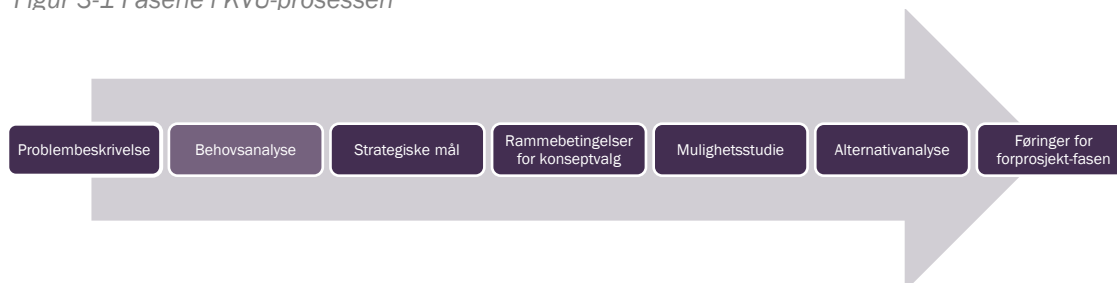 Figur 3-1 Fasene i KVU-prosessen
Problembeskrivelse
Behovsanalyse
Strategiske mål
Rammebetingelser
for konseptvalg
Mulighetsstudie
Alternativanalyse
Føringer for
forprosjekt-fasen